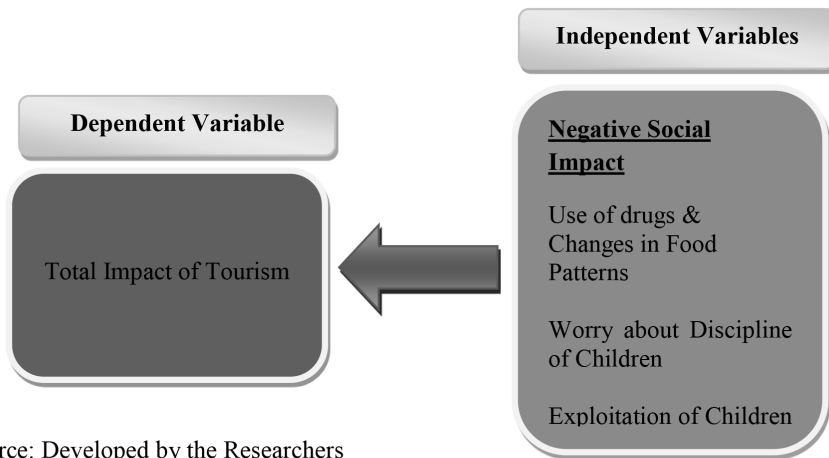 Independent Variables
Dependent Variable
Negative Social
Impact
Use of drugs &
Changes in Food
Patterns
Total Impact of Tourism
Worry about Discipline
of Children
Exploitation of Children
rce: Developed by the Researchers